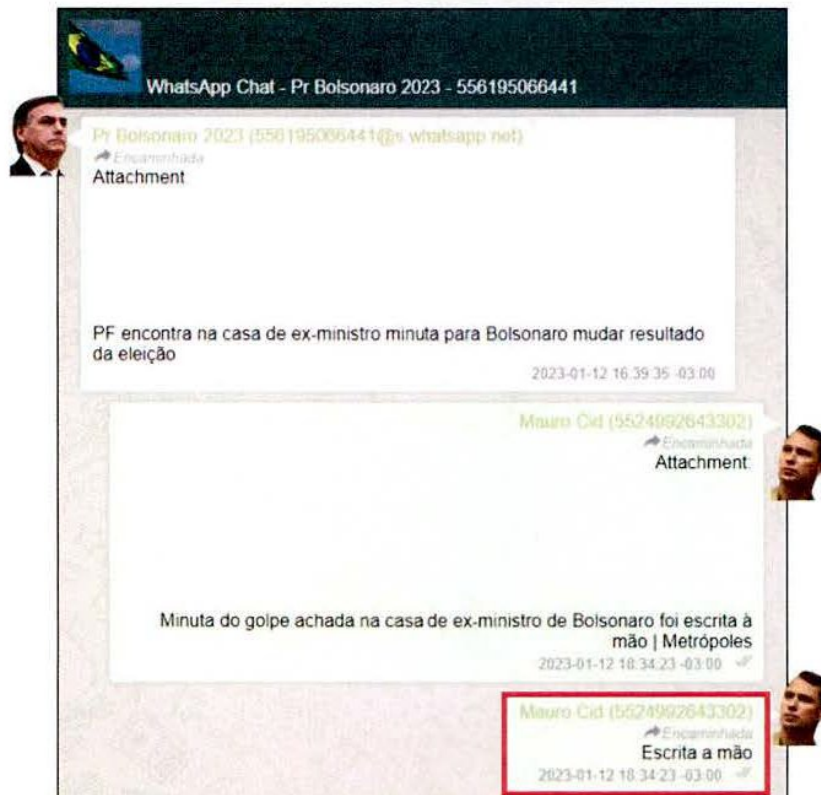 WhatsApp Chat - Pr Bolsonaro 2023 - 556195066441
Pr Bolsonaro 2023 (556195066441@s.whatsapp.net)
Encaminhada
Attachment
PF encontra na casa de ex-ministro minuta para Bolsonaro mudar resultado
da eleição
2023-01-12 16:39:35 -03:00
Mauro Cid (5524992643302)
Encaminhada
Attachment:
Minuta do golpe achada na casa de ex-ministro de Bolsonaro foi escrita à
mão | Metrópoles
2023-01-12 18:34:23 -03:00
Mauro Cid (5524992643302)
Encaminhada
Escrita a mão
2023-01-12 18:34:23 -03:00